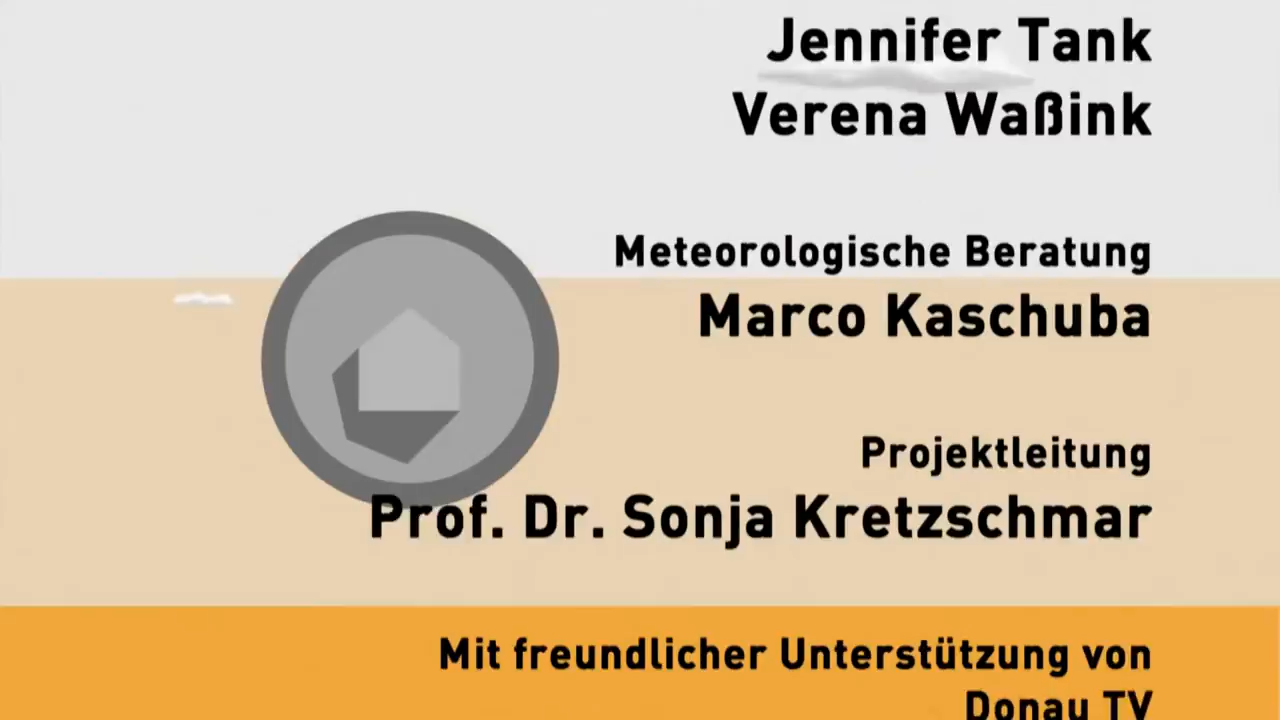 Jennifer Tank
Verena Waßink
Meteorologische Beratung
Marco Kaschuba
Projektleitung
Prof. Dr. Sonja Kretzschmar
Mit freundlicher Unterstützung von
Donau TV